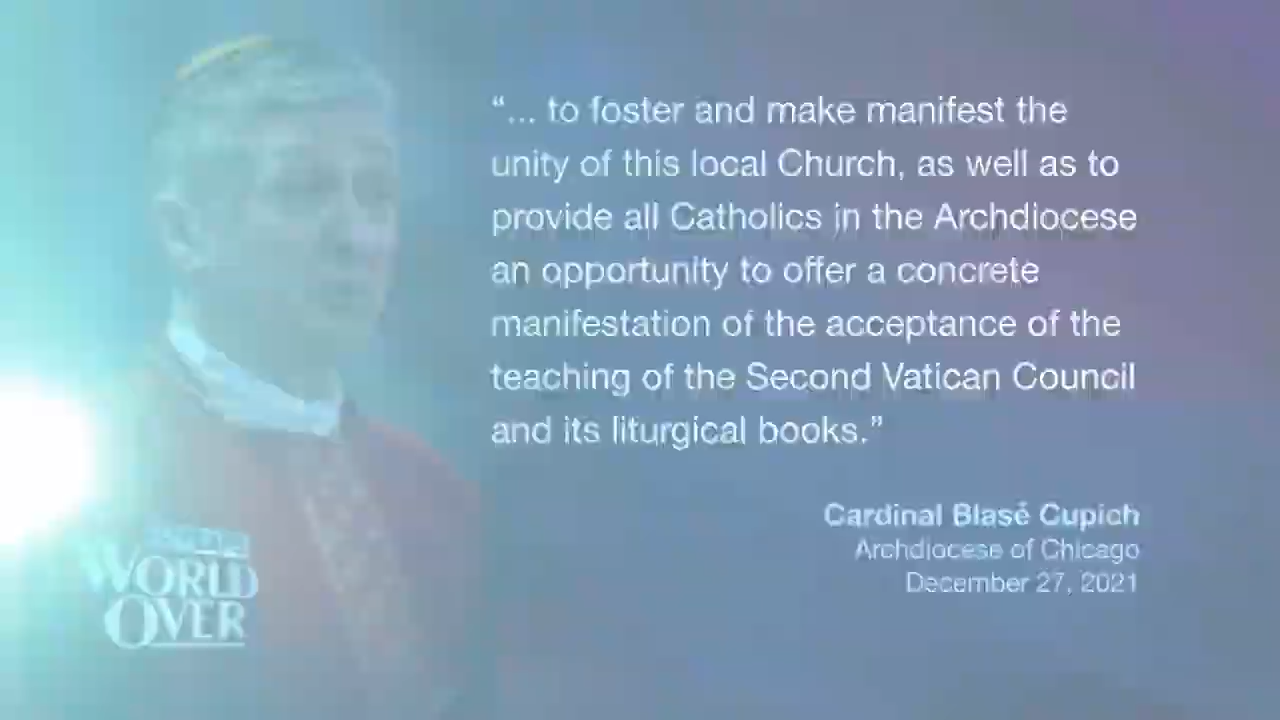 “... to foster and make manifest the
unity of this local Church, as well as to
provide all Catholics in the Archdiocese
an opportunity to offer a concrete
manifestation of the acceptance of the
teaching of the Second Vatican Council
and its liturgical books.”
Cardinal Blasé Cupich
Archdiocese of Chicago
December 27, 2021
WORLD
OVER